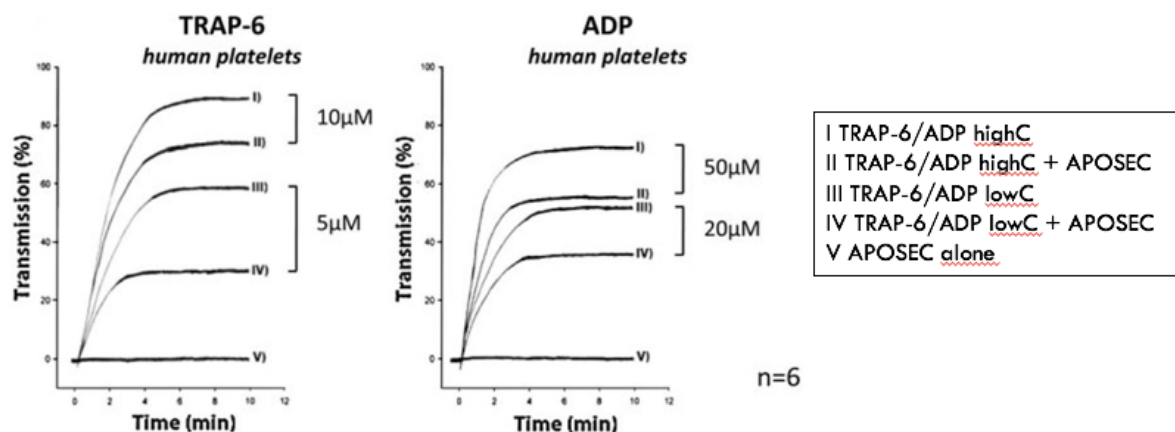 TRAP-6
human platelets
Transmission (%)
100
80
60
40
20
0
I)
II)
III)
IV)
V)
10µM
5µM
0 2 4 6 8 10 12
Time (min)
ADP
human platelets
Transmission (%)
100
80
60
40
20
0
I)
II)
III)
IV)
V)
50µM
20µM
0 2 4 6 8 10 12
Time (min)
n=6
I TRAP-6/ADP highC
II TRAP-6/ADP highC + APOSEC
III TRAP-6/ADP lowC
IV TRAP-6/ADP lowC + APOSEC
V APOSEC alone